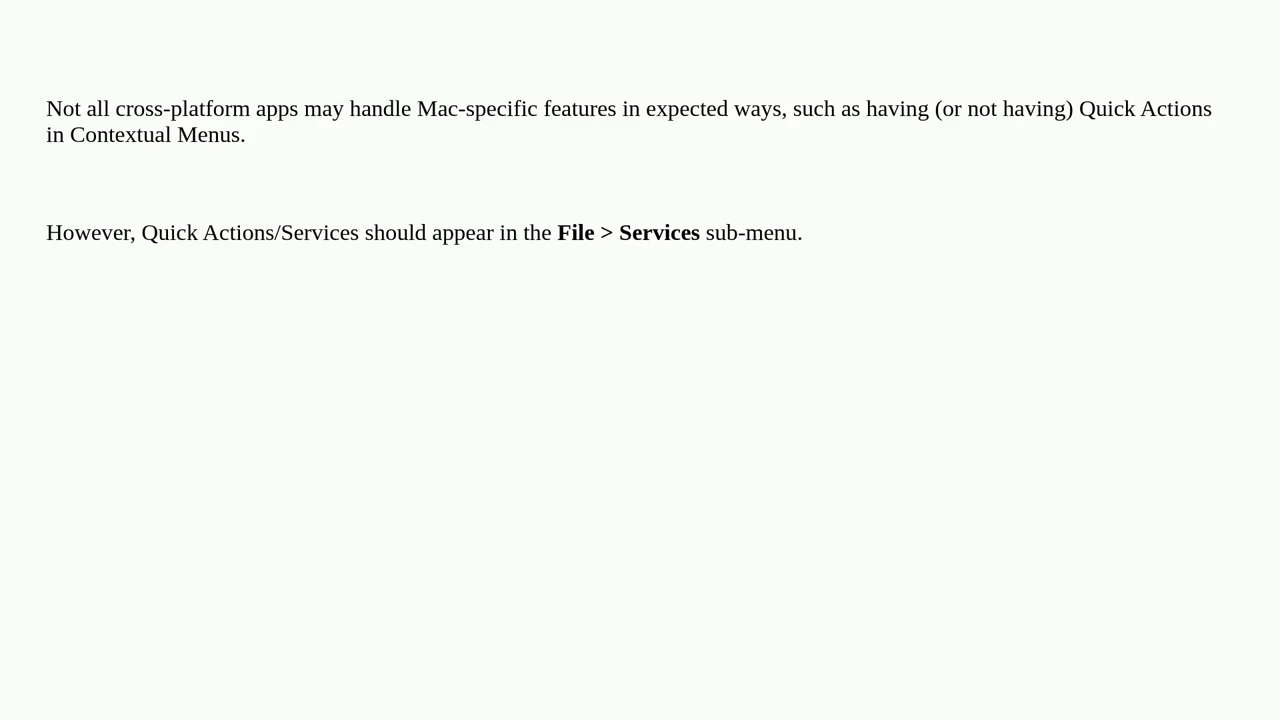 Not all cross-platform apps may handle Mac-specific features in expected ways, such as having (or not having) Quick Actions
in Contextual Menus.
However, Quick Actions/Services should appear in the File > Services sub-menu.